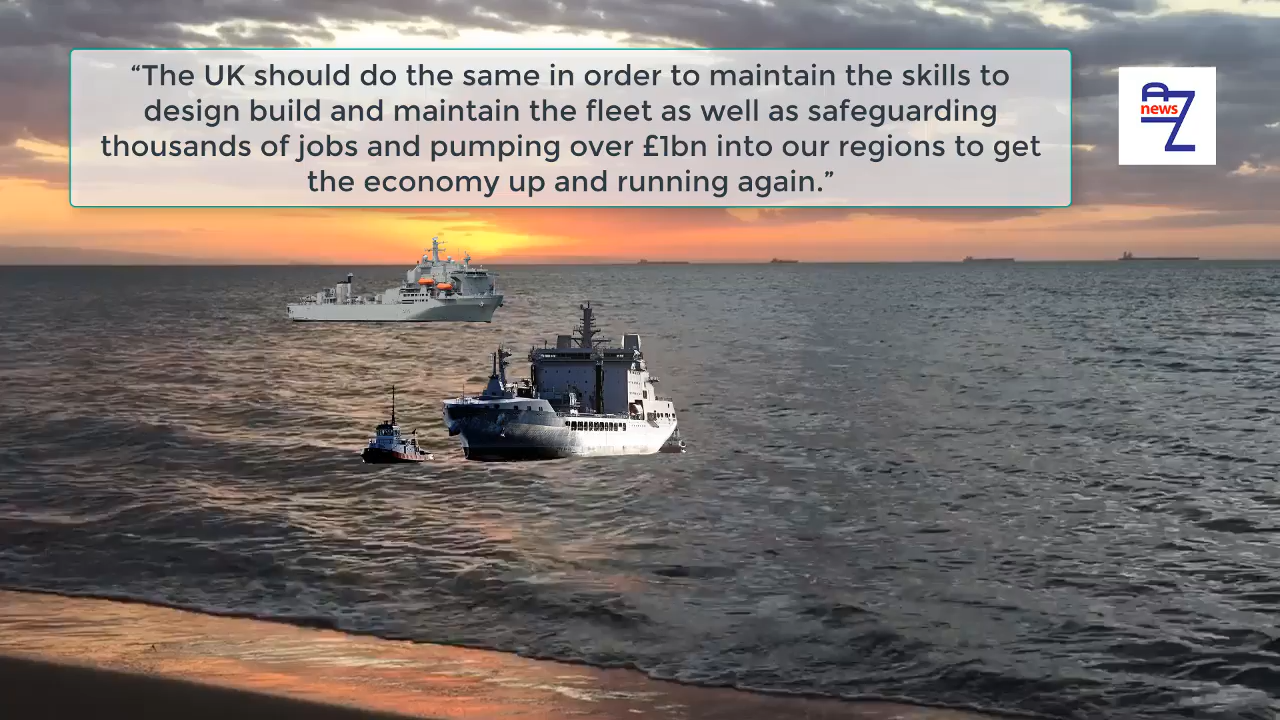 “The UK should do the same in order to maintain the skills to
design build and maintain the fleet as well as safeguarding
thousands of jobs and pumping over £1bn into our regions to get
the economy up and running again.”
A
news
Z